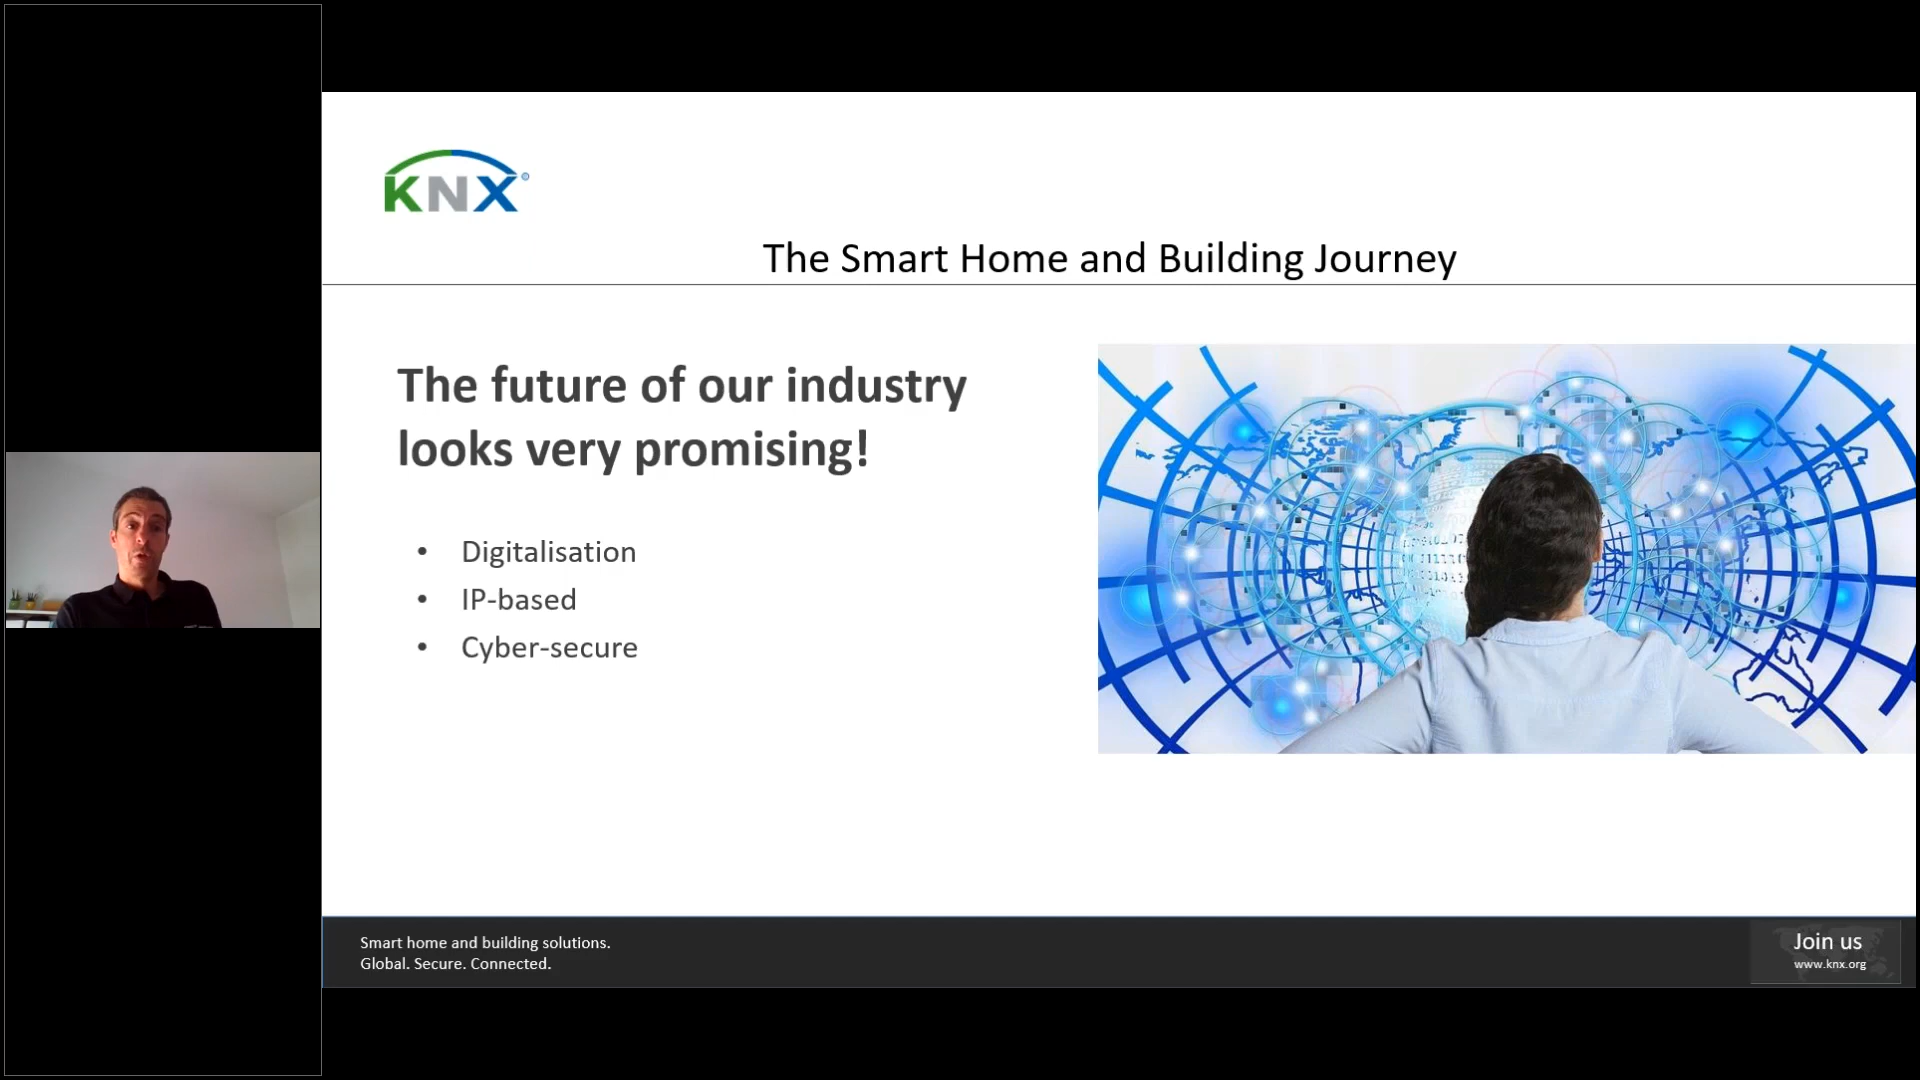 KNX®
The Smart Home and Building Journey
The future of our industry
looks very promising!
• Digitalisation
• IP-based
• Cyber-secure
Smart home and building solutions.
Global. Secure. Connected.
Join us
www.knx.org